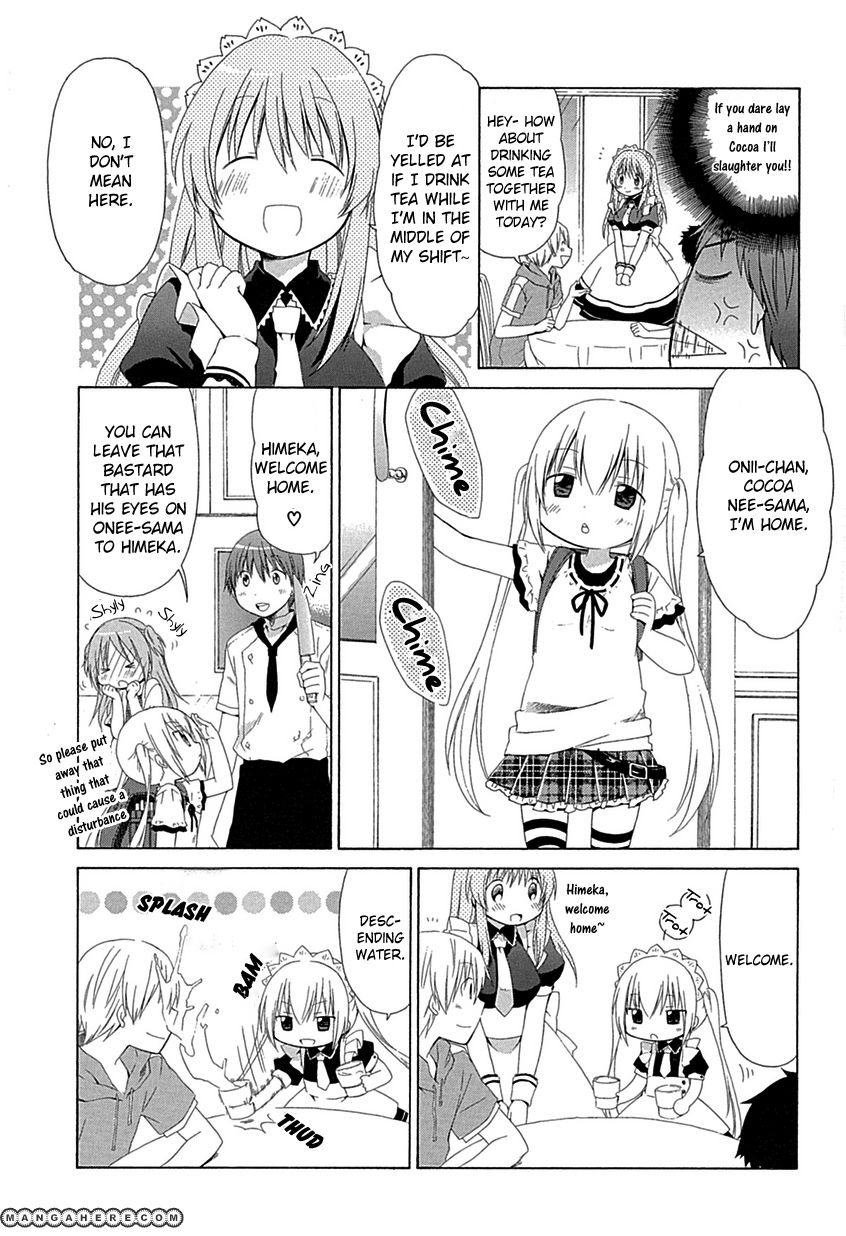 If you dare lay
a hand on
Cocoa I'll
slaughter you!!
HEY- HOW
ABOUT
DRINKING
SOME TEA
TOGETHER
WITH ME
TODAY?
I'D BE
YELLED AT
IF I DRINK
TEA WHILE
I'M IN THE
MIDDLE OF
MY SHIFT~
NO, I
DON'T
MEAN
HERE.
ONII-CHAN,
COCOA
NEE-SAMA,
I'M HOME.
Chime
Chime
HIMEKA,
WELCOME
HOME.
♡
Zing
YOU CAN
LEAVE THAT
BASTARD
THAT HAS
HIS EYES ON
ONEE-SAMA
TO HIMEKA.
Shyly
Shyly
So please put
away that
thing that
could cause a
disturbance
Trot
Trot
WELCOME.
Himeka,
welcome
home~
DESC-
ENDING
WATER.
SPLASH
BAM
THUD
MANGAHERE.COM